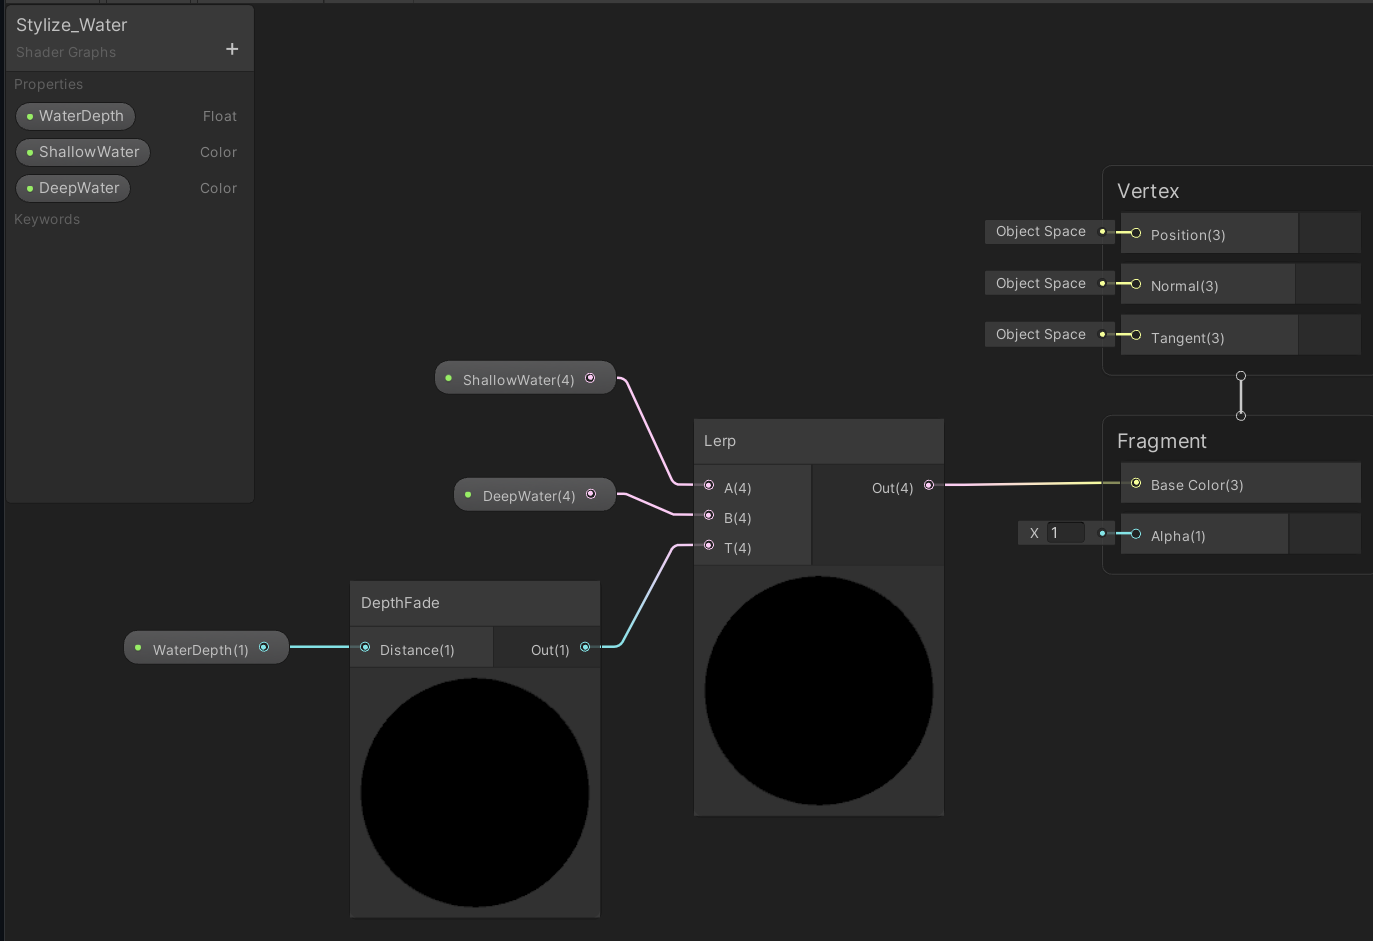 Stylize_Water
Shader Graphs
+
Properties
WaterDepth Float
ShallowWater Color
DeepWater Color
Keywords
Vertex
Object Space Position(3)
Object Space Normal(3)
Object Space Tangent(3)
ShallowWater(4)
DeepWater(4)
Lerp
A(4) Out(4)
B(4)
T(4)
Fragment
Base Color(3)
X 1 Alpha(1)
DepthFade
WaterDepth(1)
Distance(1) Out(1)